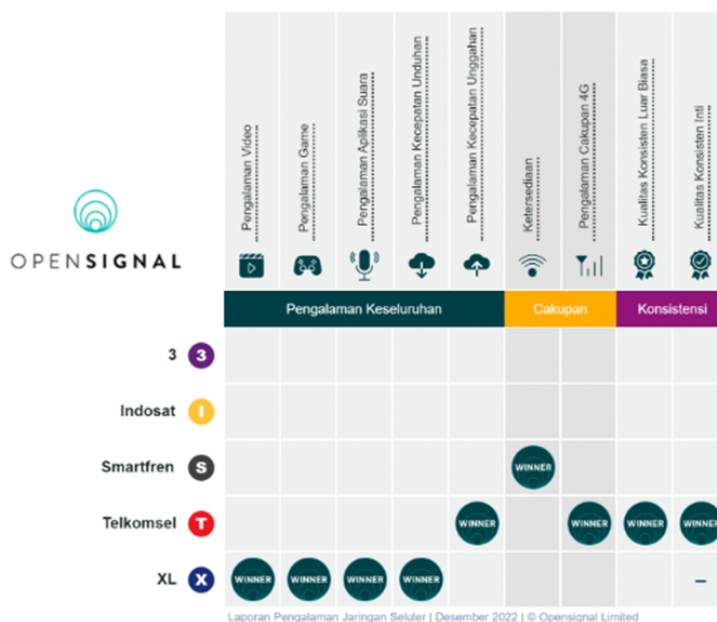 Pengalaman Video
Pengalaman Game
Pengalaman Aplikasi Suara
Pengalaman Kecepatan Unduhan
Pengalaman Kecepatan Unggahan
Ketersediaan
Pengalaman Cakupan 4G
Kualitas Konsisten Luar Biasa
Kualitas Konsisten Inti
OPENSIGNAL
Pengalaman Keseluruhan Cakupan Konsistensi
3 3
Indosat I
Smartfren S WINNER
Telkomsel T WINNER WINNER WINNER WINNER
XL X WINNER WINNER WINNER WINNER –
Laporan Pengalaman Jaringan Seluler | Desember 2022 | © Opensignal Limited